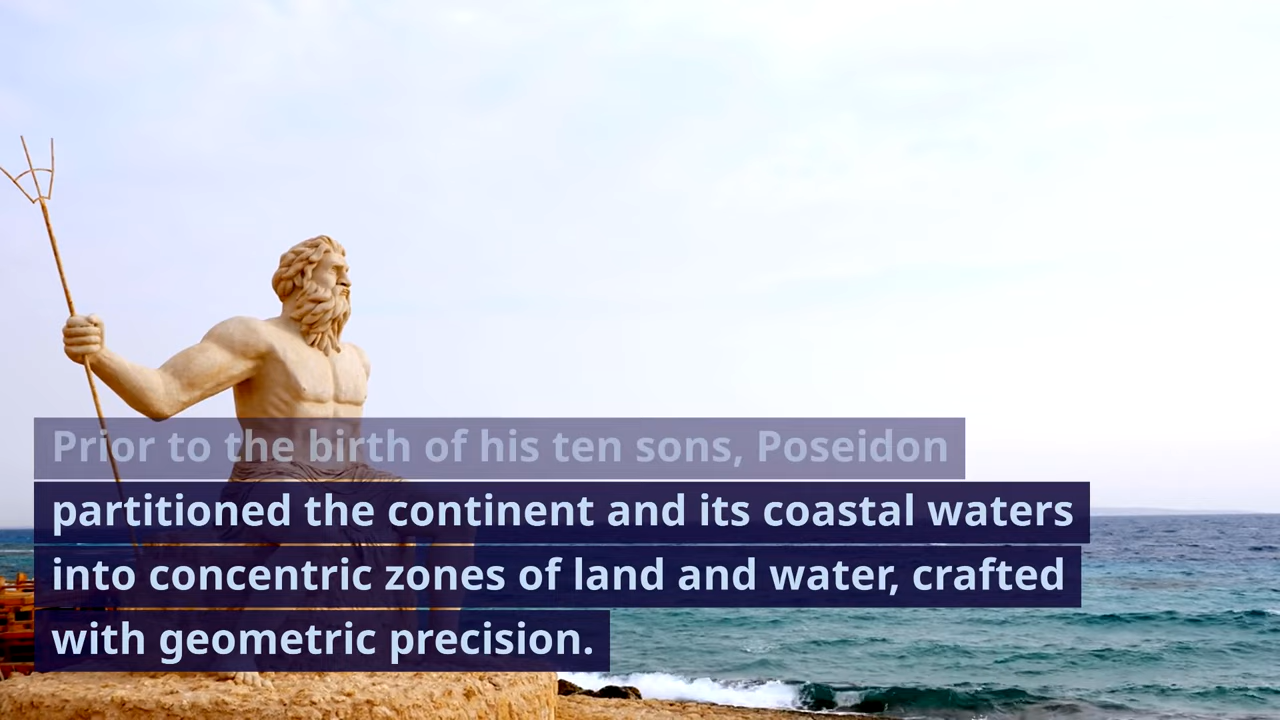 Prior to the birth of his ten sons, Poseidon
partitioned the continent and its coastal waters
into concentric zones of land and water, crafted
with geometric precision.